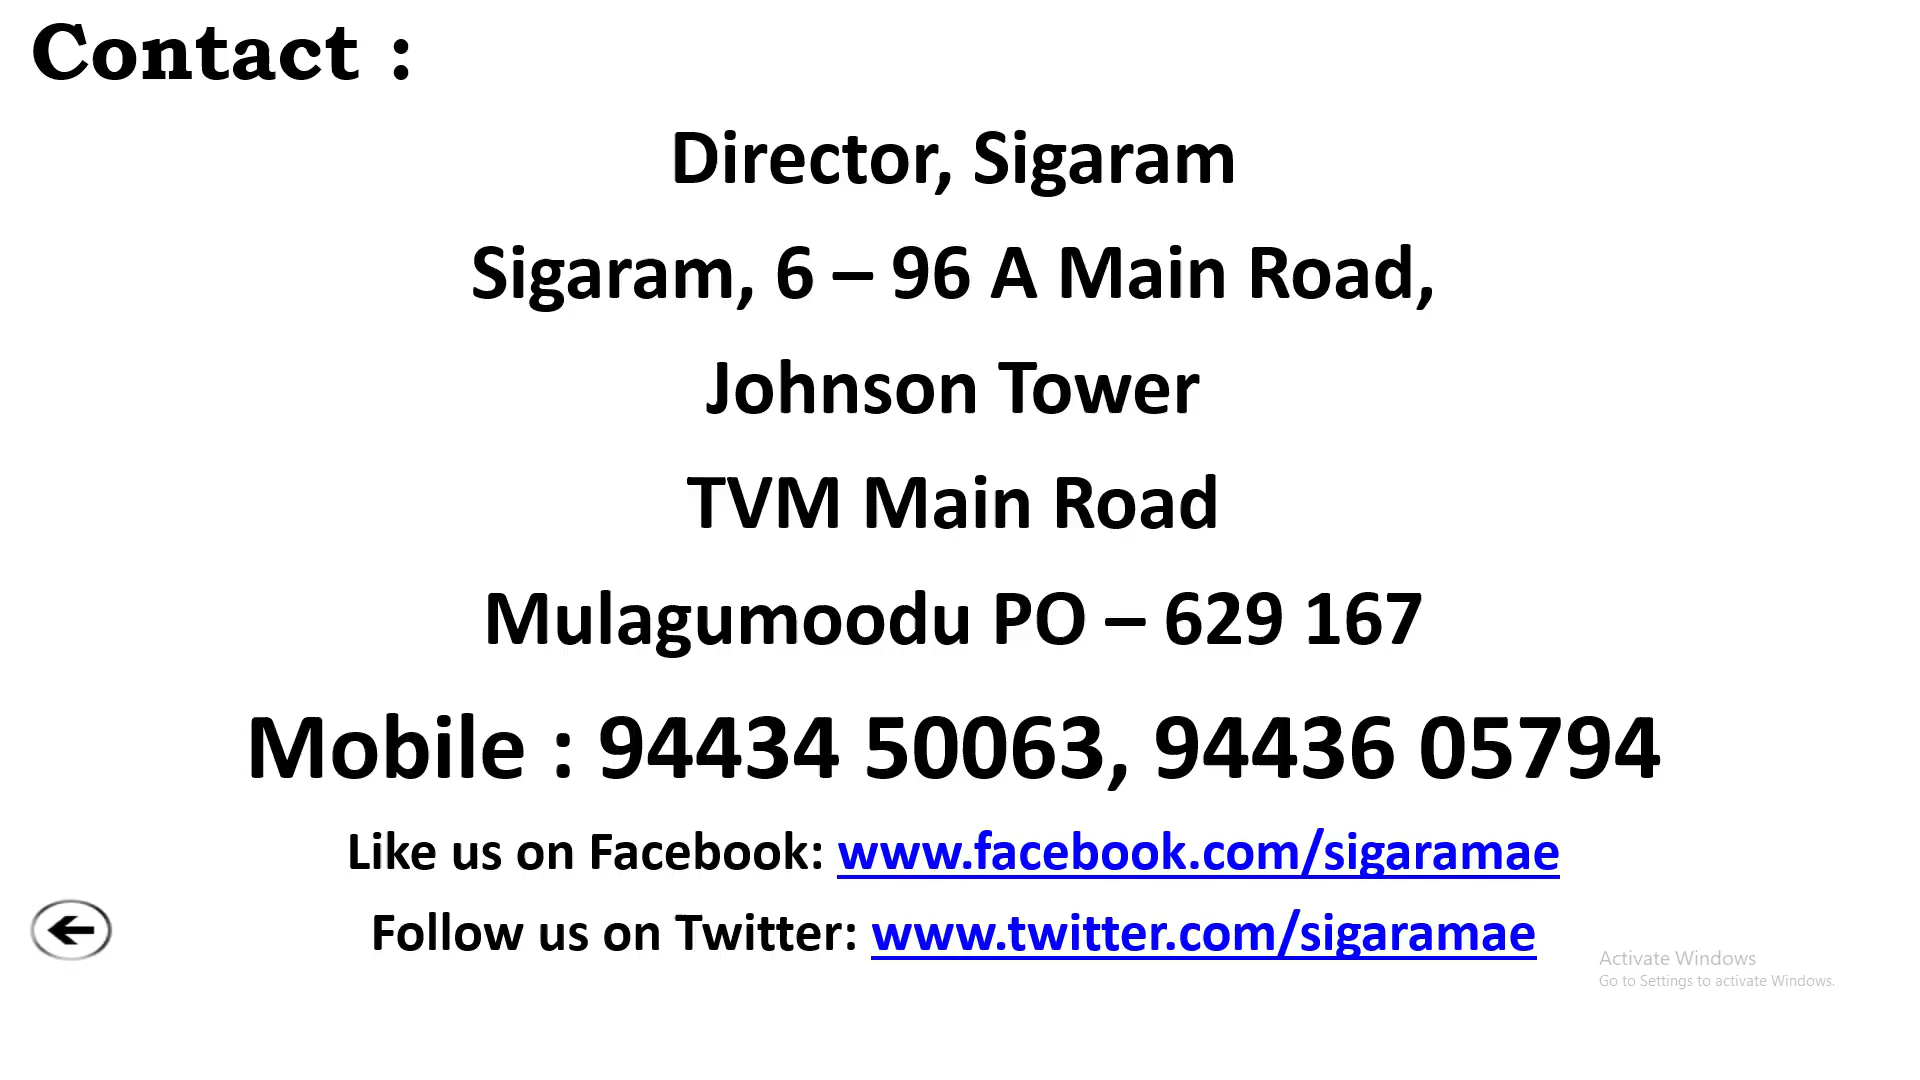 Contact :
Director, Sigaram
Sigaram, 6 – 96 A Main Road,
Johnson Tower
TVM Main Road
Mulagumoodu PO – 629 167
Mobile : 94434 50063, 94436 05794
Like us on Facebook: www.facebook.com/sigaramae
Follow us on Twitter: www.twitter.com/sigaramae
Activate Windows
Go to Settings to activate Windows.